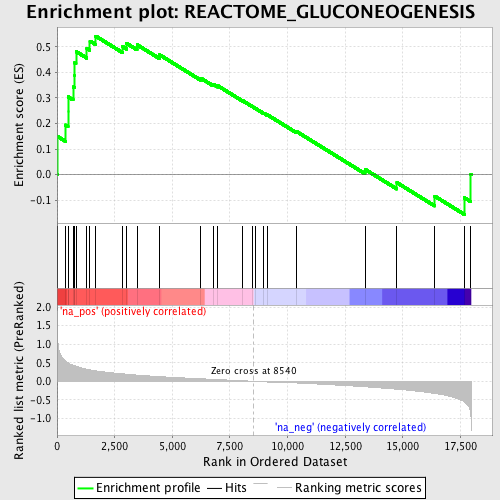 Enrichment plot: REACTOME_GLUCONEOGENESIS
Enrichment score (ES)
0.5
0.4
0.3
0.2
0.1
0.0
-0.1
Ranked list metric (PreRanked)
2.0
1.5
1.0
0.5
0.0
-0.5
-1.0
'na_pos' (positively correlated)
Zero cross at 8540
'na_neg' (negatively correlated)
0 2,500 5,000 7,500 10,000 12,500 15,000 17,500
Rank in Ordered Dataset
Enrichment profile Hits Ranking metric scores